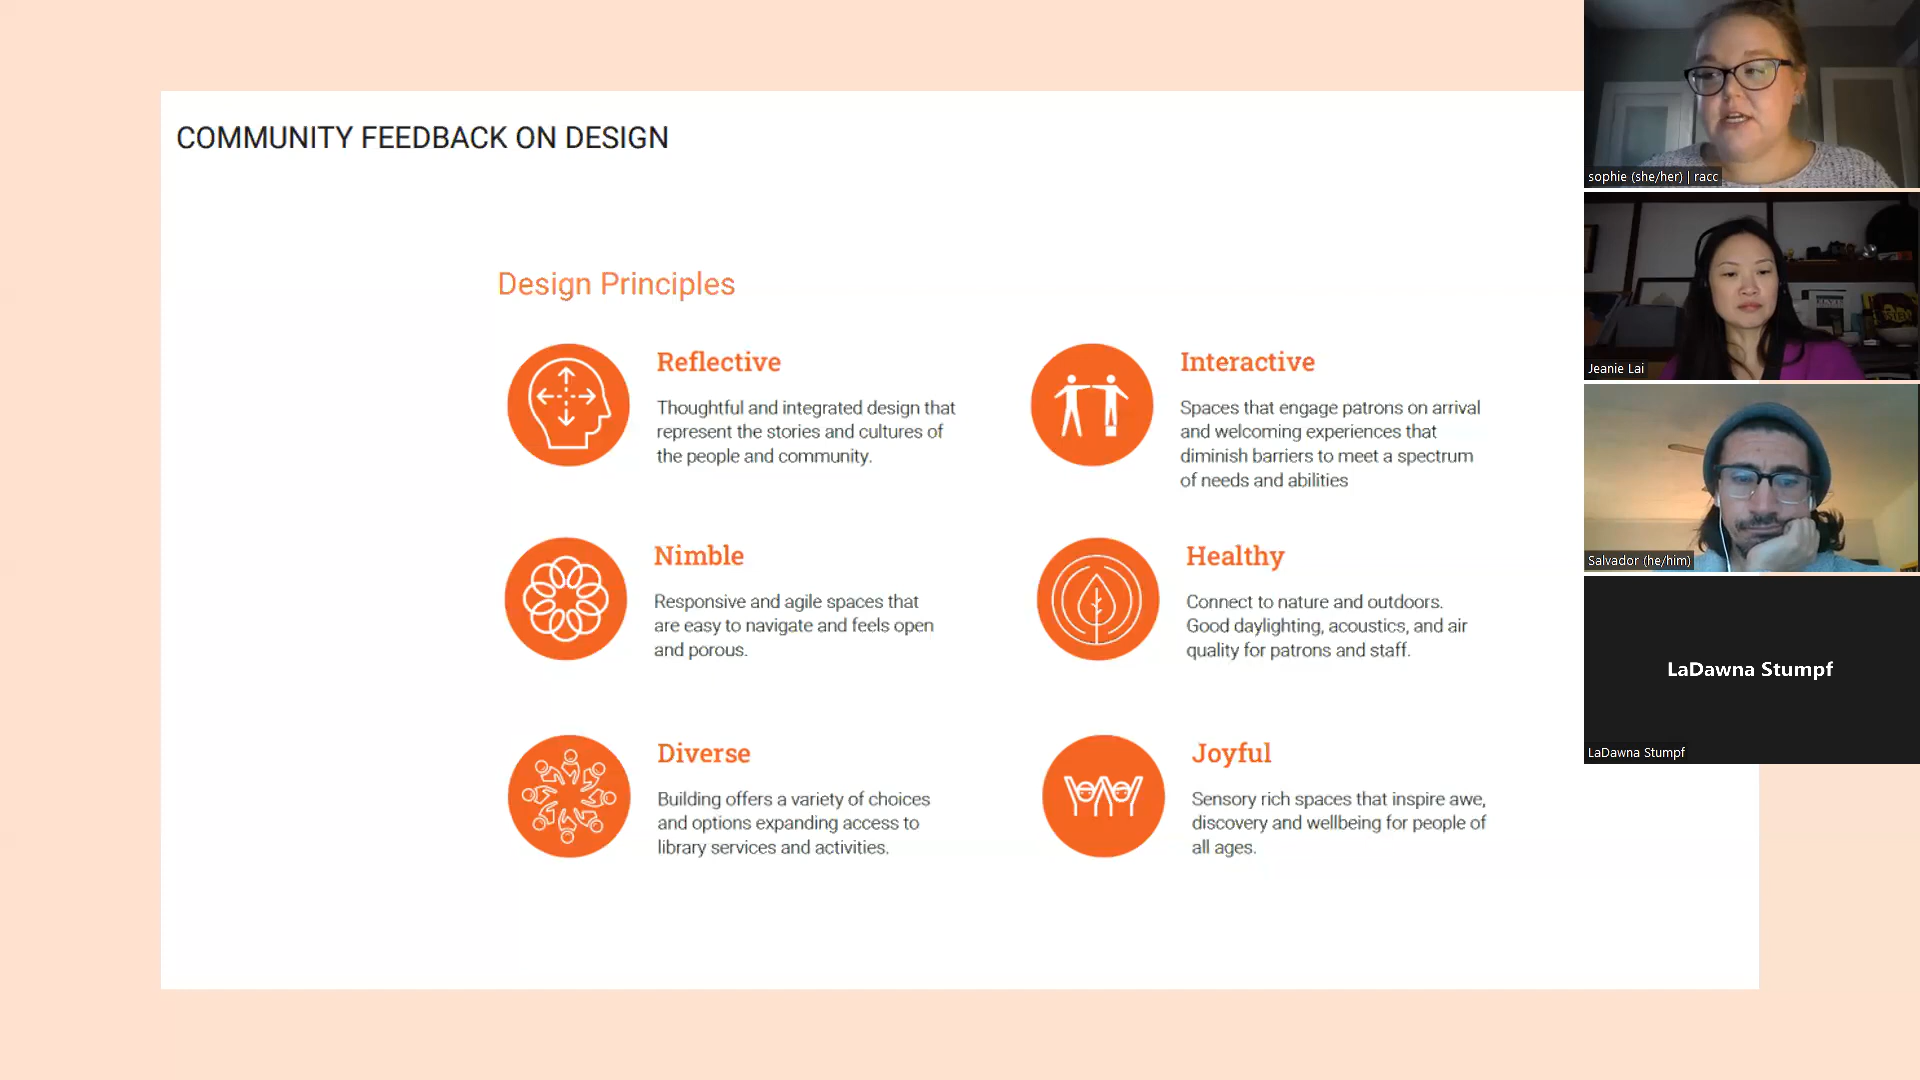 COMMUNITY FEEDBACK ON DESIGN
Design Principles
Reflective
Thoughtful and integrated design that
represent the stories and cultures of
the people and community.
Interactive
Spaces that engage patrons on arrival
and welcoming experiences that
diminish barriers to meet a spectrum
of needs and abilities
Nimble
Responsive and agile spaces that
are easy to navigate and feels open
and porous.
Healthy
Connect to nature and outdoors.
Good daylighting, acoustics, and air
quality for patrons and staff.
Diverse
Building offers a variety of choices
and options expanding access to
library services and activities.
Joyful
Sensory rich spaces that inspire awe,
discovery and wellbeing for people of
all ages.
sophie (she/her) | racc
Jeanie Lai
Salvador (he/him)
LaDawna Stumpf
LaDawna Stumpf